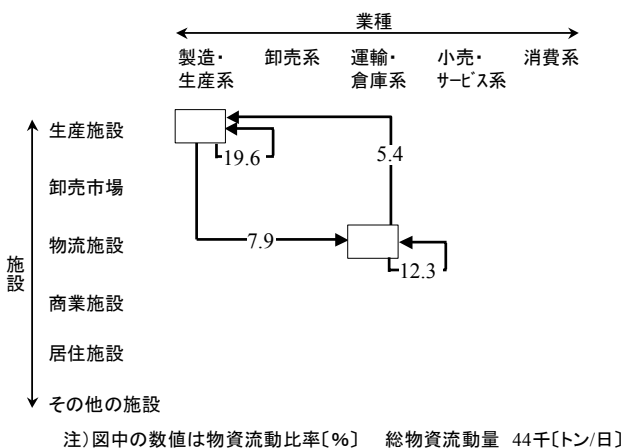 業種
製造・
生産系
卸売系
運輸・
倉庫系
小売・
サービス系
消費系
施設
生産施設
卸売市場
物流施設
商業施設
居住施設
その他の施設
19.6
5.4
7.9
12.3
注）図中の数値は物資流動比率〔%〕　総物資流動量 44千〔トン/日〕